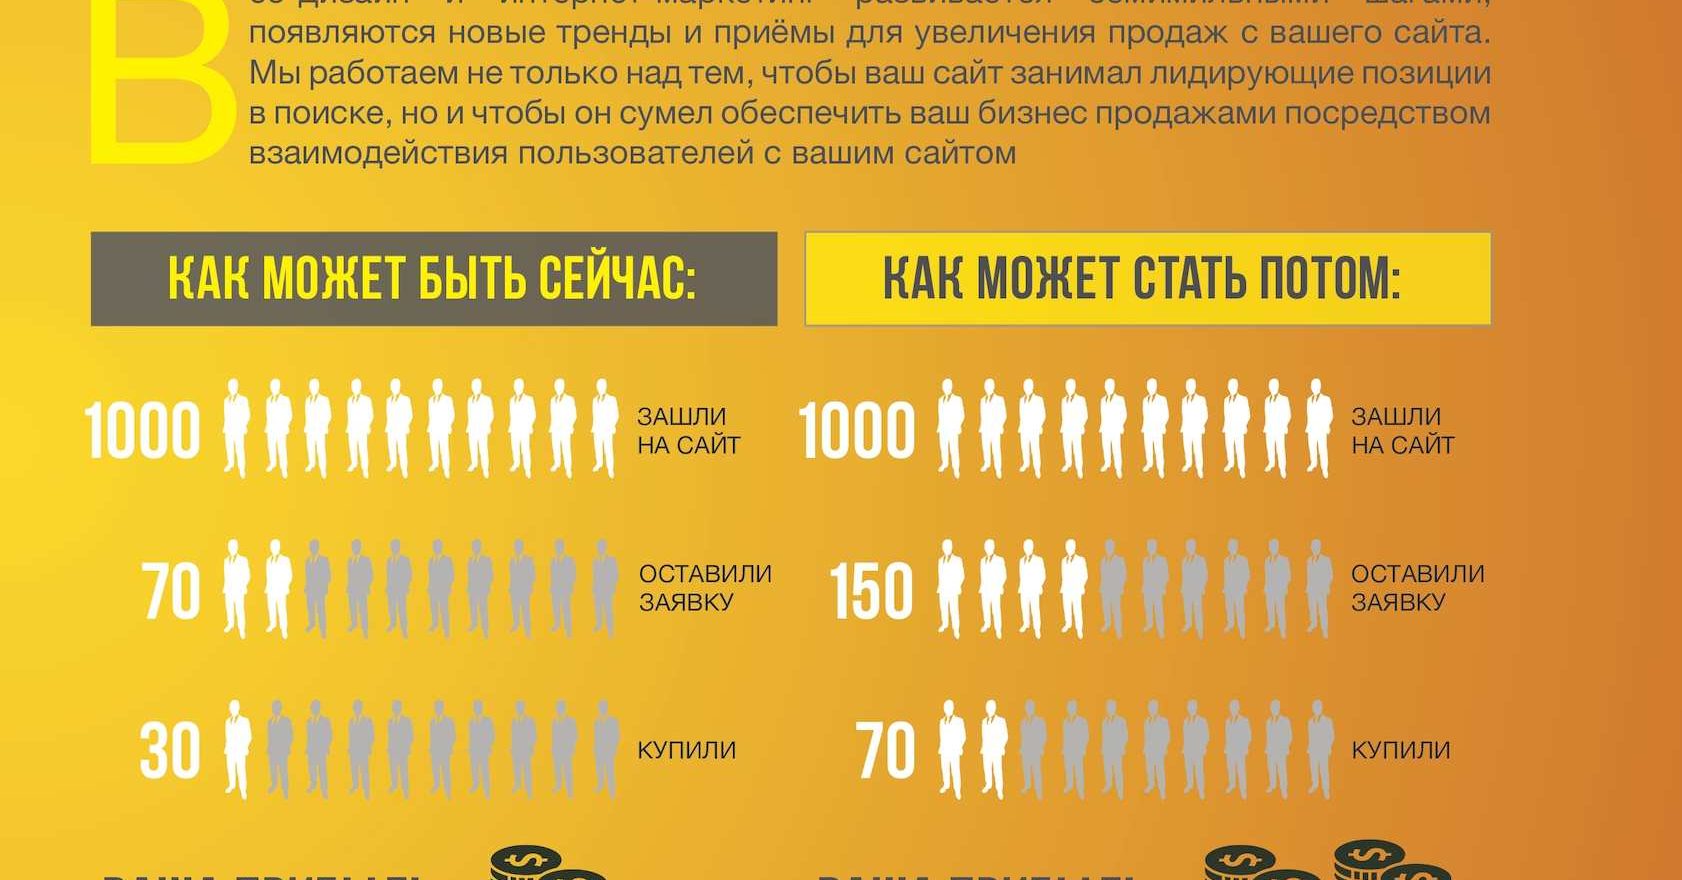 В
появляются новые тренды и приёмы для увеличения продаж с вашего сайта.
Мы работаем не только над тем, чтобы ваш сайт занимал лидирующие позиции
в поиске, но и чтобы он сумел обеспечить ваш бизнес продажами посредством
взаимодействия пользователей с вашим сайтом
КАК МОЖЕТ БЫТЬ СЕЙЧАС:
1000
ЗАШЛИ
НА САЙТ
70
ОСТАВИЛИ
ЗАЯВКУ
30
КУПИЛИ
КАК МОЖЕТ СТАТЬ ПОТОМ:
1000
ЗАШЛИ
НА САЙТ
150
ОСТАВИЛИ
ЗАЯВКУ
70
КУПИЛИ